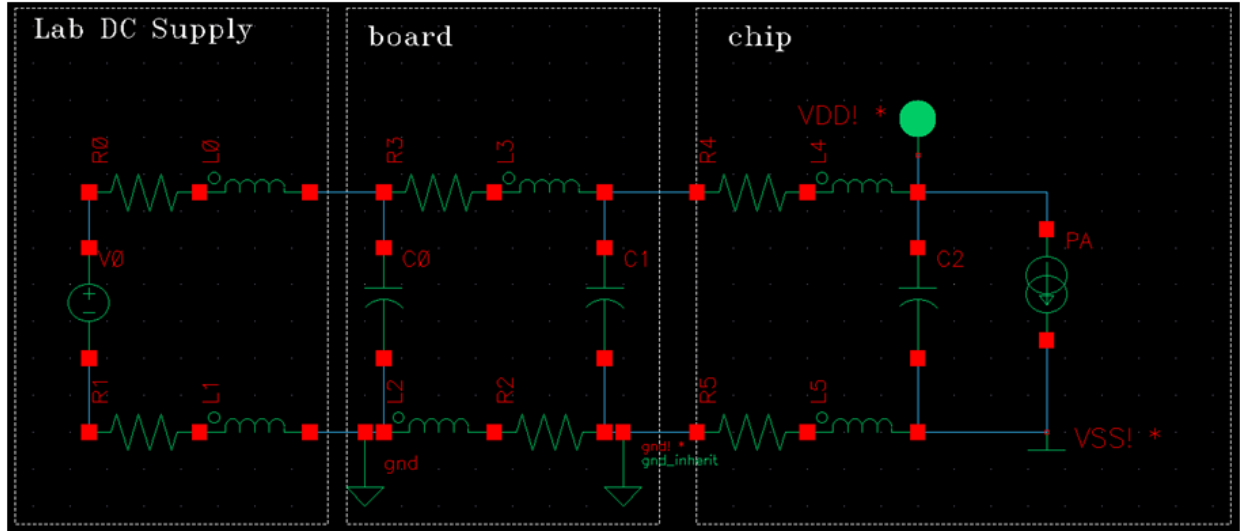 Lab DC Supply
board
chip
VDD! *
R0
L0
R3
L3
R4
L4
V0
C0
C1
C2
PA
R1
L1
L2
R2
R5
L5
gnd
gnd! *
gnd_inherit
VSS! *